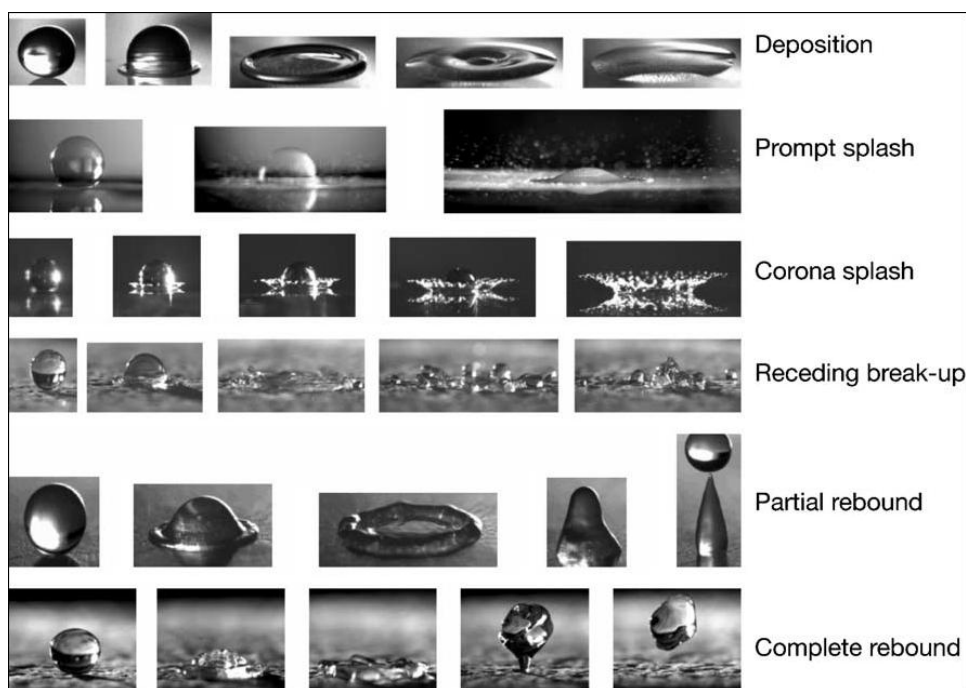 Deposition
Prompt splash
Corona splash
Receding break-up
Partial rebound
Complete rebound